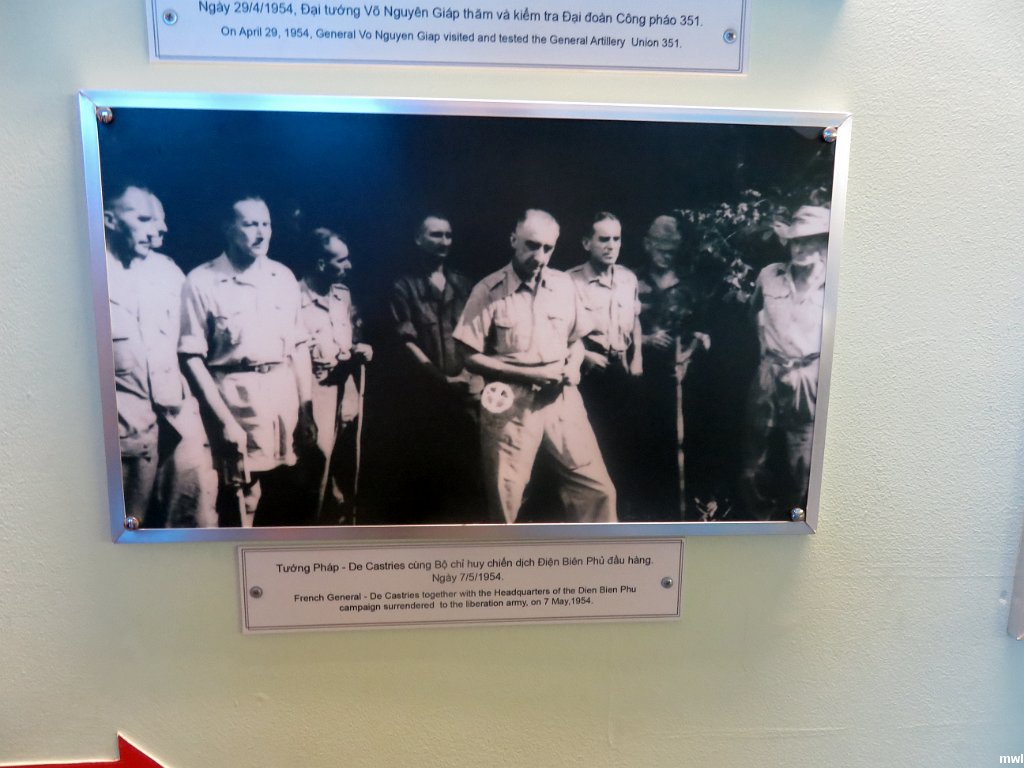 Ngày 29/4/1954, Đại tướng Võ Nguyên Giáp thăm và kiểm tra Đại đoàn Công pháo 351.
On April 29, 1954, General Vo Nguyen Giap visited and tested the General Artillery Union 351.
Tướng Pháp - De Castries cùng Bộ chỉ huy chiến dịch Điện Biên Phủ đầu hàng.
Ngày 7/5/1954.
French General - De Castries together with the Headquarters of the Dien Bien Phu
campaign surrendered to the liberation army, on 7 May,1954.
mwl